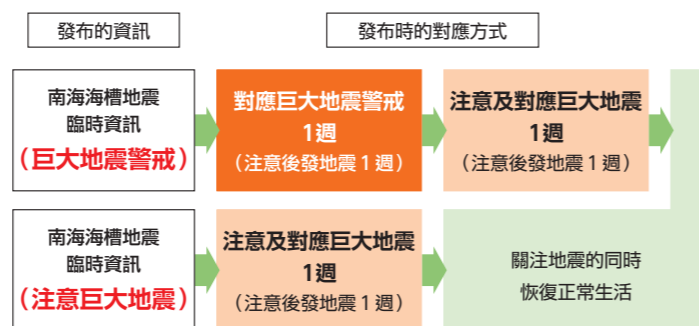 發布的資訊
發布時的對應方式
南海海槽地震
臨時資訊
（巨大地震警戒）
對應巨大地震警戒
1週
（注意後發地震 1 週）
注意及對應巨大地震
1週
（注意後發地震 1 週）
南海海槽地震
臨時資訊
（注意巨大地震）
注意及對應巨大地震
1週
（注意後發地震 1 週）
關注地震的同時
恢復正常生活